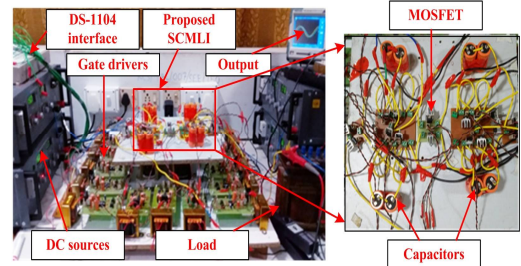 DS-1104
interface
Proposed
SCMLI
MOSFET
Gate drivers
Output
DC sources
Load
Capacitors